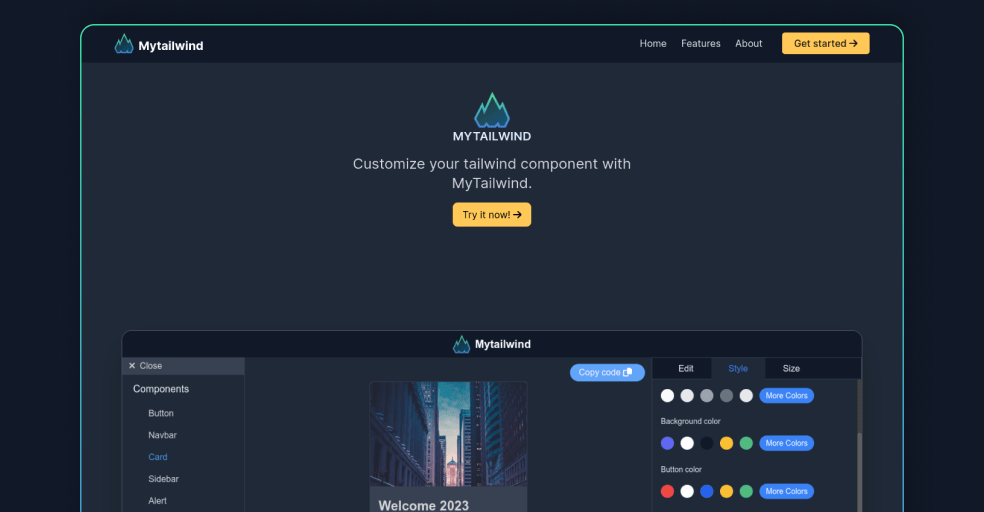 Mytailwind
Home Features About Get started →
MYTAILWIND
Customize your tailwind component with
MyTailwind.
Try it now! →
Mytailwind
✕ Close
Components
Button
Navbar
Card
Sidebar
Alert
Copy code
Welcome 2023
Edit Style Size
More Colors
Background color
More Colors
Button color
More Colors